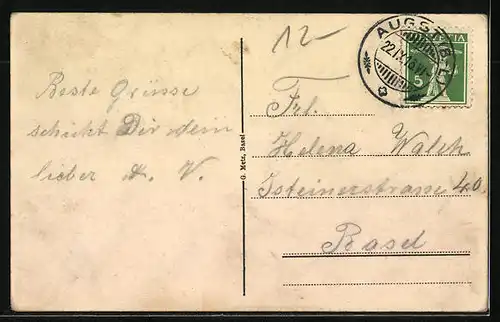 12-
AUGST (B.L.)
22.IX.
HELVETIA
5
Beste Grüsse
schickt Dir dein
lieber A. V.
G. Metz, Basel
Frl.
Helena Walch
Isteinerstrasse 40.
Basel